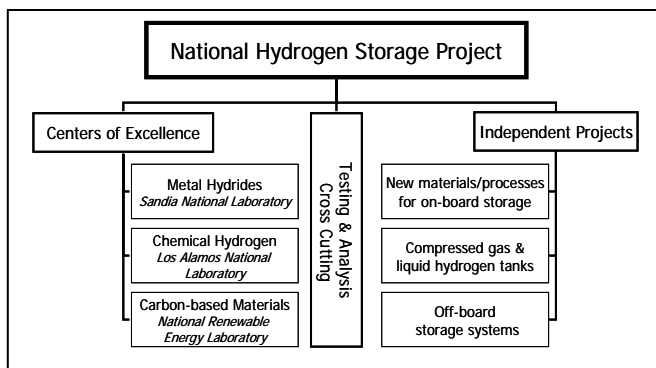 National Hydrogen Storage Project
Centers of Excellence
Independent Projects
Testing & Analysis
Cross Cutting
Metal Hydrides
Sandia National Laboratory
Chemical Hydrogen
Los Alamos National
Laboratory
Carbon-based Materials
National Renewable
Energy Laboratory
New materials/processes
for on-board storage
Compressed gas &
liquid hydrogen tanks
Off-board
storage systems